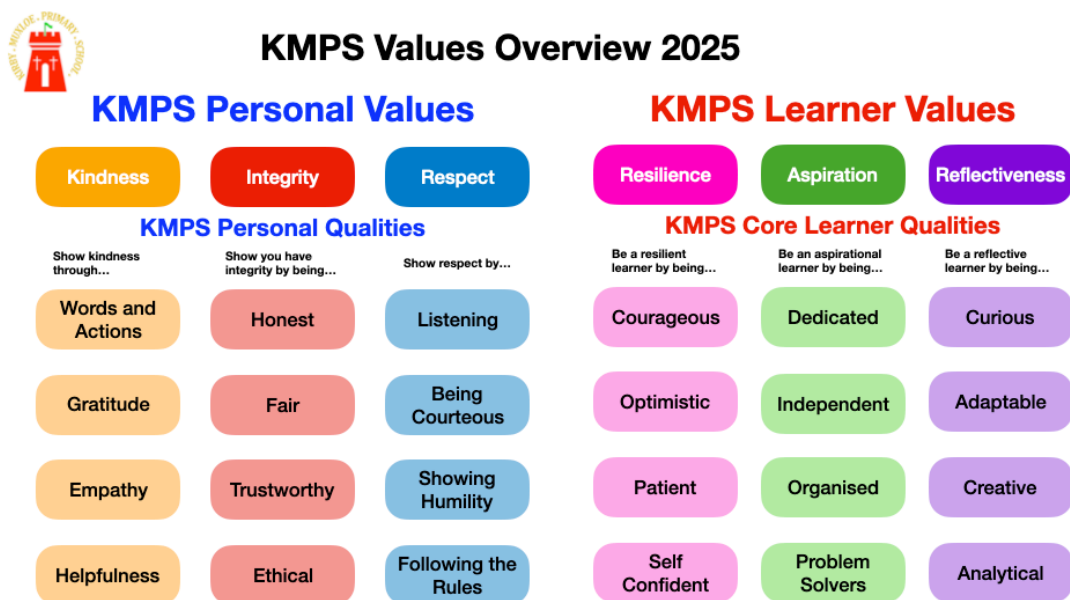 KIRBY - MUXLOE - PRIMARY - SCHOOL -
KMPS Values Overview 2025
KMPS Personal Values
Kindness
Integrity
Respect
KMPS Personal Qualities
Show kindness
through...
Show you have
integrity by being...
Show respect by...
Words and
Actions
Honest
Listening
Gratitude
Fair
Being
Courteous
Empathy
Trustworthy
Showing
Humility
Helpfulness
Ethical
Following the
Rules
KMPS Learner Values
Resilience
Aspiration
Reflectiveness
KMPS Core Learner Qualities
Be a resilient
learner by being...
Be an aspirational
learner by being...
Be a reflective
learner by being...
Courageous
Dedicated
Curious
Optimistic
Independent
Adaptable
Patient
Organised
Creative
Self
Confident
Problem
Solvers
Analytical